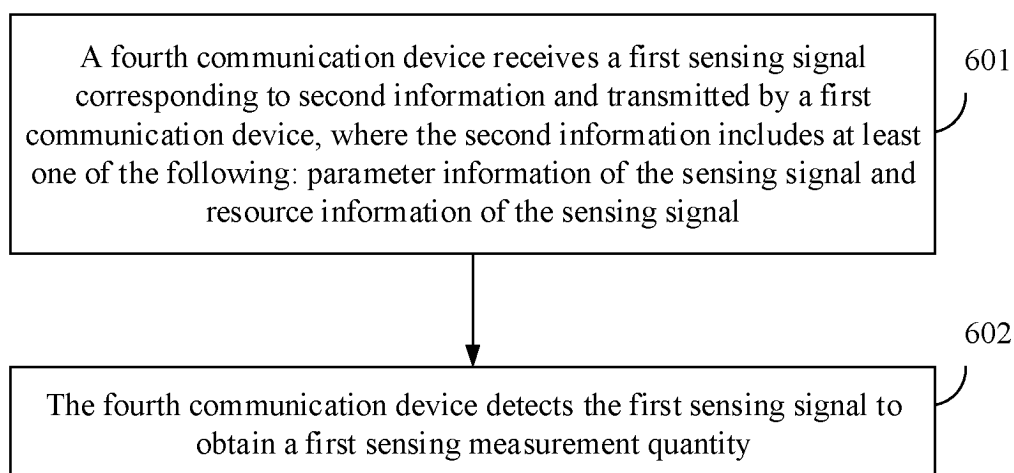 A fourth communication device receives a first sensing signal
corresponding to second information and transmitted by a first
communication device, where the second information includes at least
one of the following: parameter information of the sensing signal and
resource information of the sensing signal
601
The fourth communication device detects the first sensing signal to
obtain a first sensing measurement quantity
602